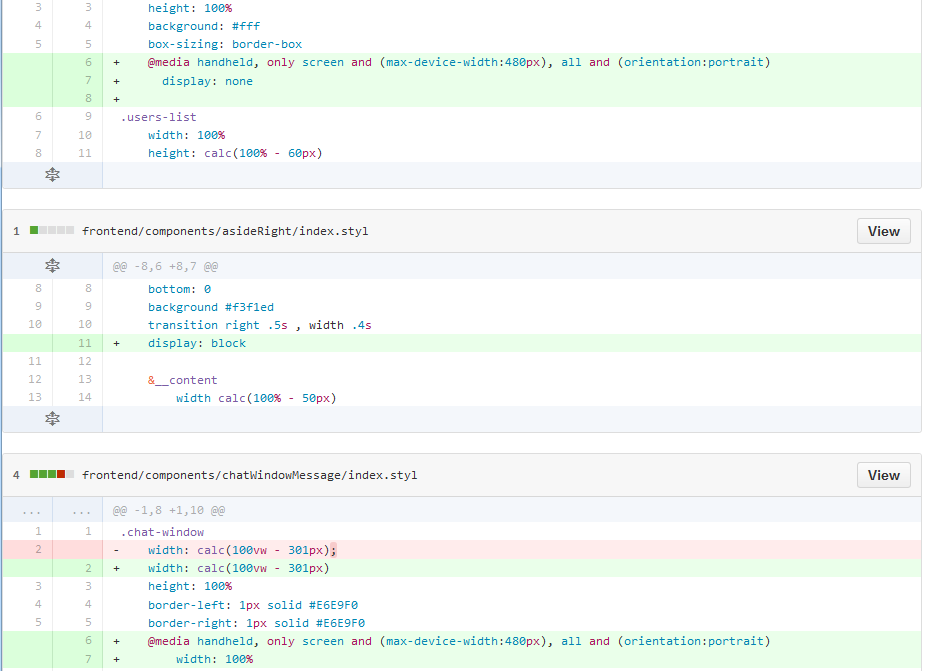 3 3 height: 100%
4 4 background: #fff
5 5 box-sizing: border-box
6 + @media handheld, only screen and (max-device-width:480px), all and (orientation:portrait)
7 + display: none
8 +
6 9 .users-list
7 10 width: 100%
8 11 height: calc(100% - 60px)
1 frontend/components/asideRight/index.styl View
@@ -8,6 +8,7 @@
8 8 bottom: 0
9 9 background #f3f1ed
10 10 transition right .5s , width .4s
11 + display: block
11 12
12 13 &__content
13 14 width calc(100% - 50px)
4 frontend/components/chatWindowMessage/index.styl View
... ... @@ -1,8 +1,10 @@
1 1 .chat-window
2 - width: calc(100vw - 301px);
2 + width: calc(100vw - 301px)
3 3 height: 100%
4 4 border-left: 1px solid #E6E9F0
5 5 border-right: 1px solid #E6E9F0
6 + @media handheld, only screen and (max-device-width:480px), all and (orientation:portrait)
7 + width: 100%